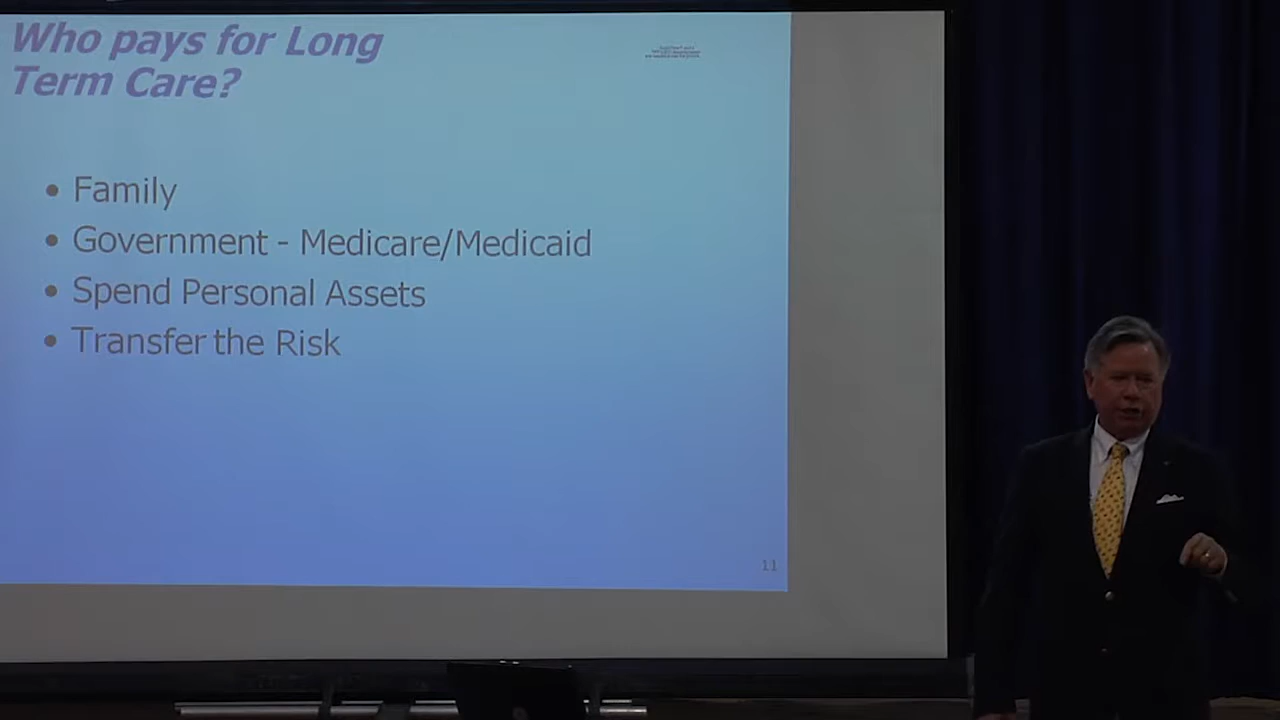 Who pays for Long
Term Care?
• Family
• Government - Medicare/Medicaid
• Spend Personal Assets
• Transfer the Risk
11